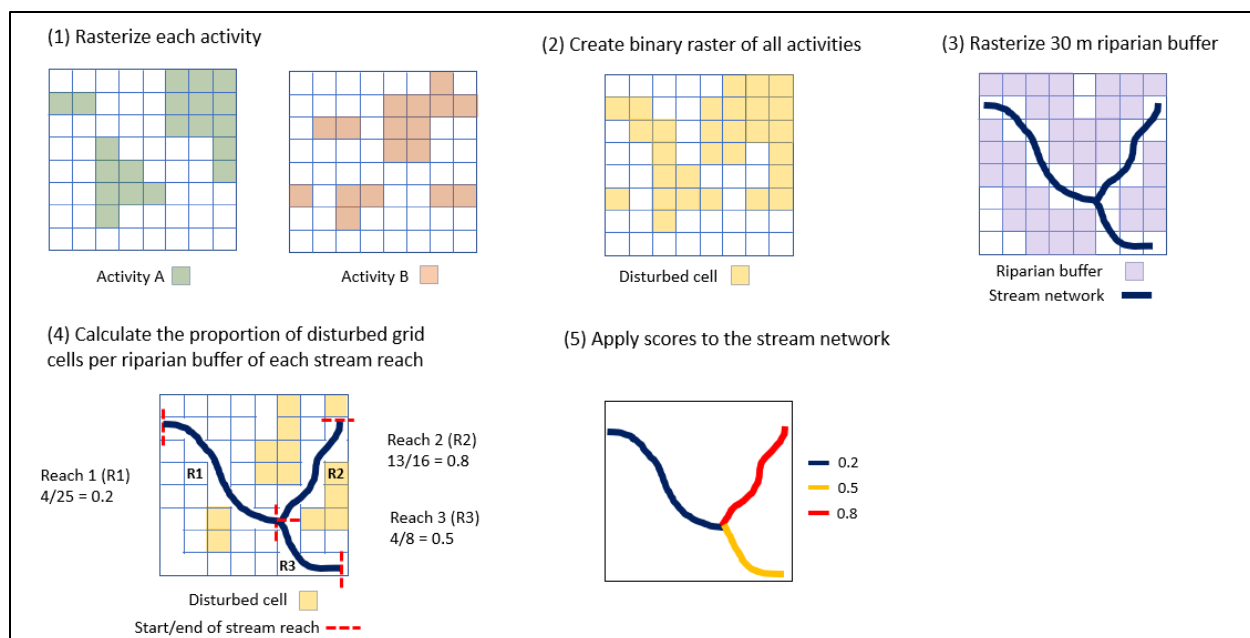 (1) Rasterize each activity
(2) Create binary raster of all activities
(3) Rasterize 30 m riparian buffer
Activity A
Activity B
Disturbed cell
Riparian buffer
Stream network
(4) Calculate the proportion of disturbed grid
cells per riparian buffer of each stream reach
(5) Apply scores to the stream network
Reach 1 (R1)
4/25 = 0.2
R1
R2
R3
Reach 2 (R2)
13/16 = 0.8
Reach 3 (R3)
4/8 = 0.5
Disturbed cell
Start/end of stream reach
0.2
0.5
0.8